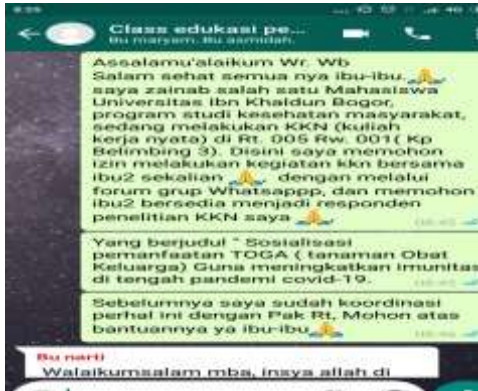 Class edukasi pe...
Bu maryam, Bu asmidah,
Assalamu'alaikum Wr. Wb
Salam sehat semua nya ibu-ibu.🙏
saya zainab salah satu Mahasiswa
Universitas Ibn Khaldun Bogor,
program studi kesehatan masyarakat,
sedang melakukan KKN (kuliah
kerja nyata) di Rt. 005 Rw. 001( Kp
Belimbing 3). Disini saya memohon
izin melakukan kegiatan kkn bersama
ibu2 sekalian 🙏 dengan melalui
forum grup Whatsappp, dan memohon
ibu2 bersedia menjadi responden
penelitian KKN saya 🙏
Yang berjudul " Sosialisasi
pemanfaatan TOGA ( tanaman Obat
Keluarga) Guna meningkatkan imunitas
di tengah pandemi covid-19.
Sebelumnya saya sudah koordinasi
perhal ini dengan Pak Rt, Mohon atas
bantuannya ya ibu-ibu🙏
Bu narti
Walaikumsalam mba, insya allah di